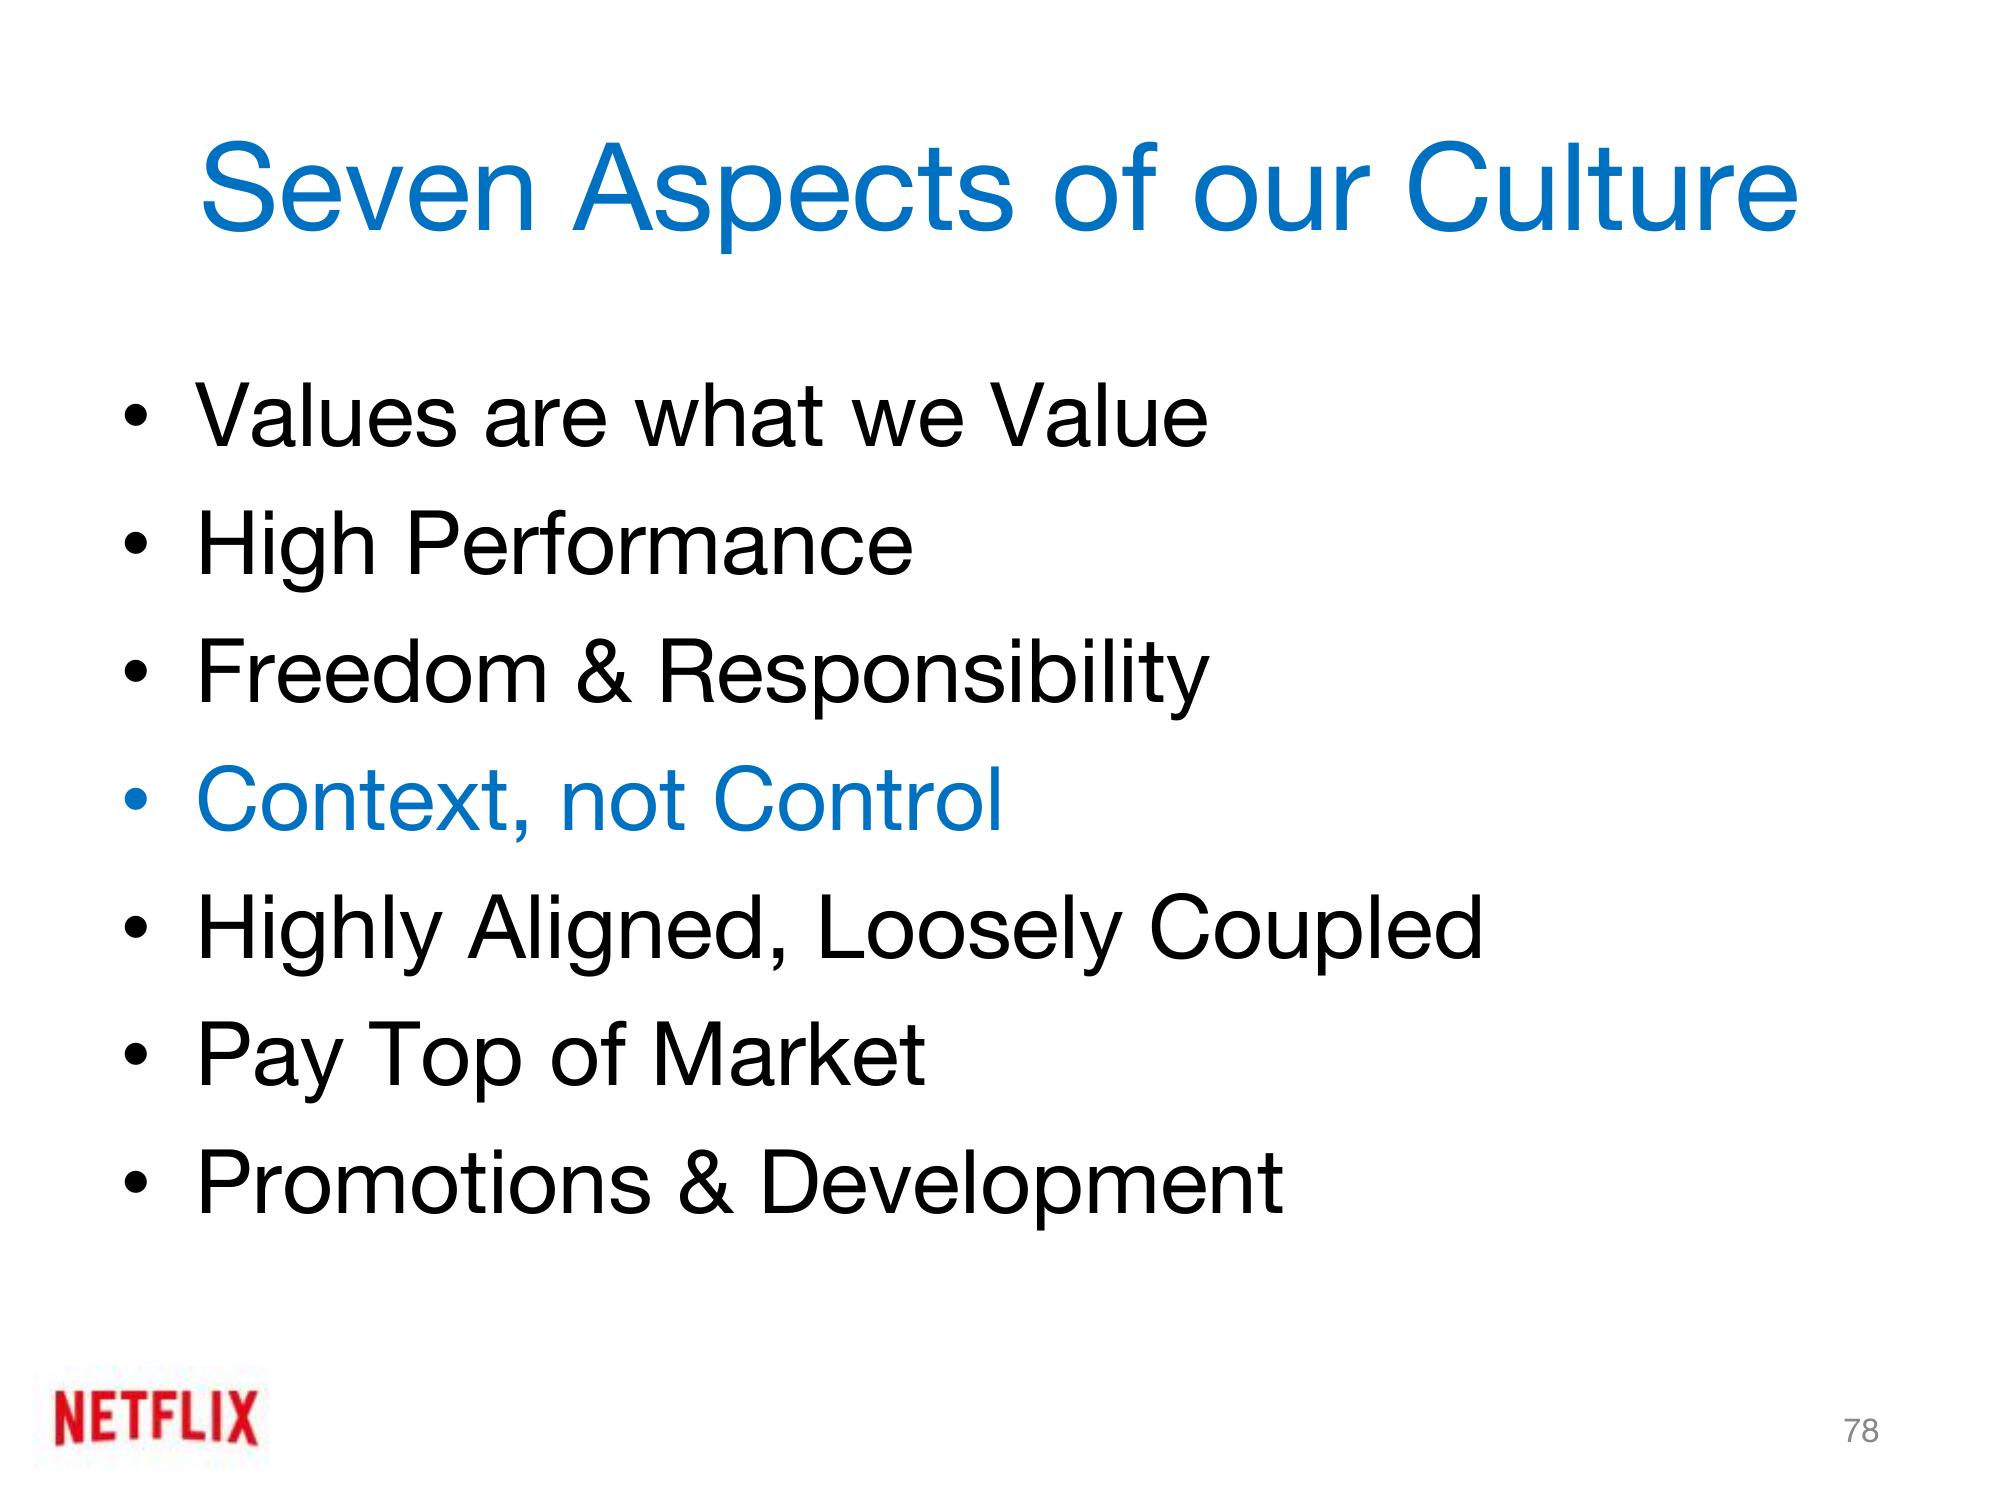 Seven Aspects of our Culture
• Values are what we Value
• High Performance
• Freedom & Responsibility
• Context, not Control
• Highly Aligned, Loosely Coupled
• Pay Top of Market
• Promotions & Development
NETFLIX
78